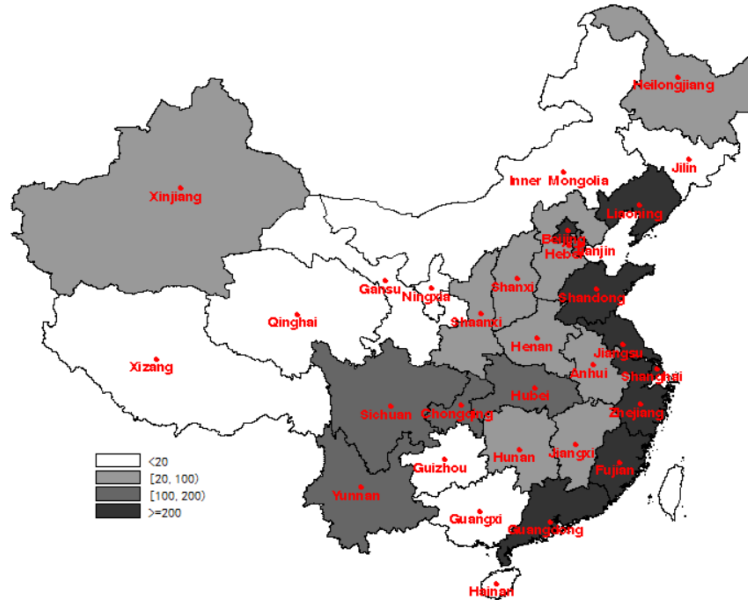 Neilongjiang
Jilin
Inner Mongolia
Xinjiang
Liaoning
Beijing
Tianjin
Hebei
Gansu
Ningxia
Shanxi
Shandong
Qinghai
Shaanxi
Henan
Jiangsu
Xizang
Anhui
Shanghai
Hubei
Sichuan
Chongqing
Zhejiang
Hunan
Jiangxi
Guizhou
Fujian
Yunnan
Guangxi
Guangdong
Hainan
<20
[20, 100)
[100, 200)
>=200